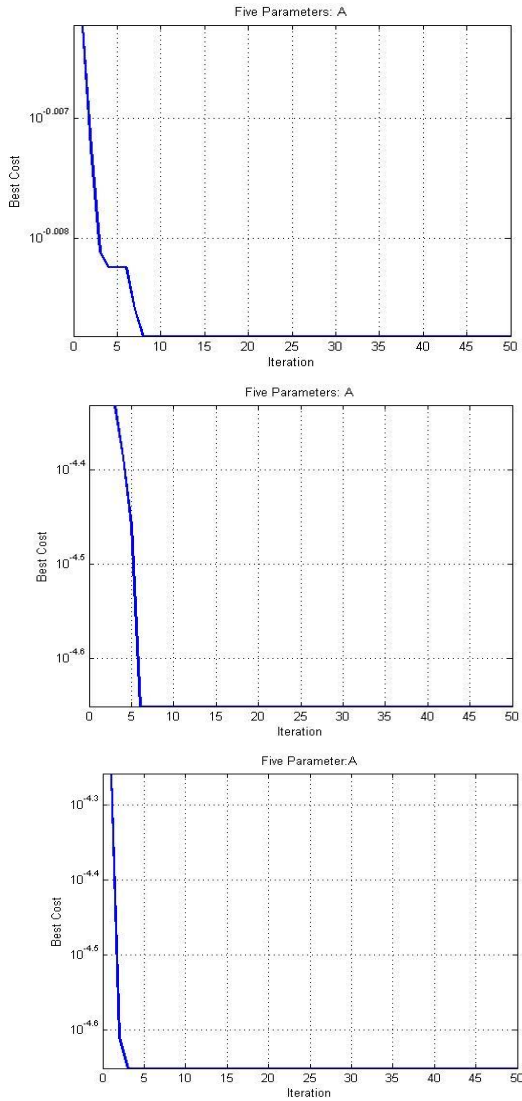 Five Parameters: A
10^-0.007
10^-0.008
Best Cost
0 5 10 15 20 25 30 35 40 45 50
Iteration
Five Parameters: A
10^-4.4
10^-4.5
10^-4.6
Best Cost
0 5 10 15 20 25 30 35 40 45 50
Iteration
Five Parameter:A
10^-4.3
10^-4.4
10^-4.5
10^-4.6
Best Cost
0 5 10 15 20 25 30 35 40 45 50
Iteration